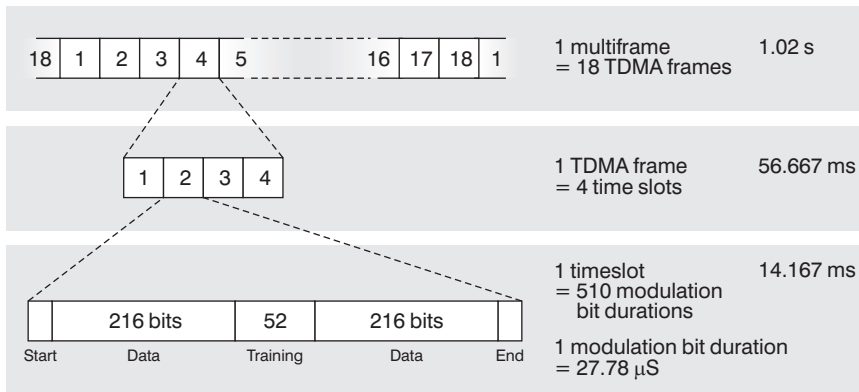 18 1 2 3 4 5 16 17 18 1
1 multiframe 1.02 s
= 18 TDMA frames
1 2 3 4
1 TDMA frame 56.667 ms
= 4 time slots
1 timeslot 14.167 ms
= 510 modulation
bit durations
216 bits 52 216 bits
Start Data Training Data End
1 modulation bit duration
= 27.78 μS